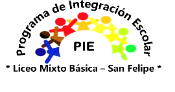 Programa de Integración Escolar
PIE
* Liceo Mixto Básica – San Felipe *